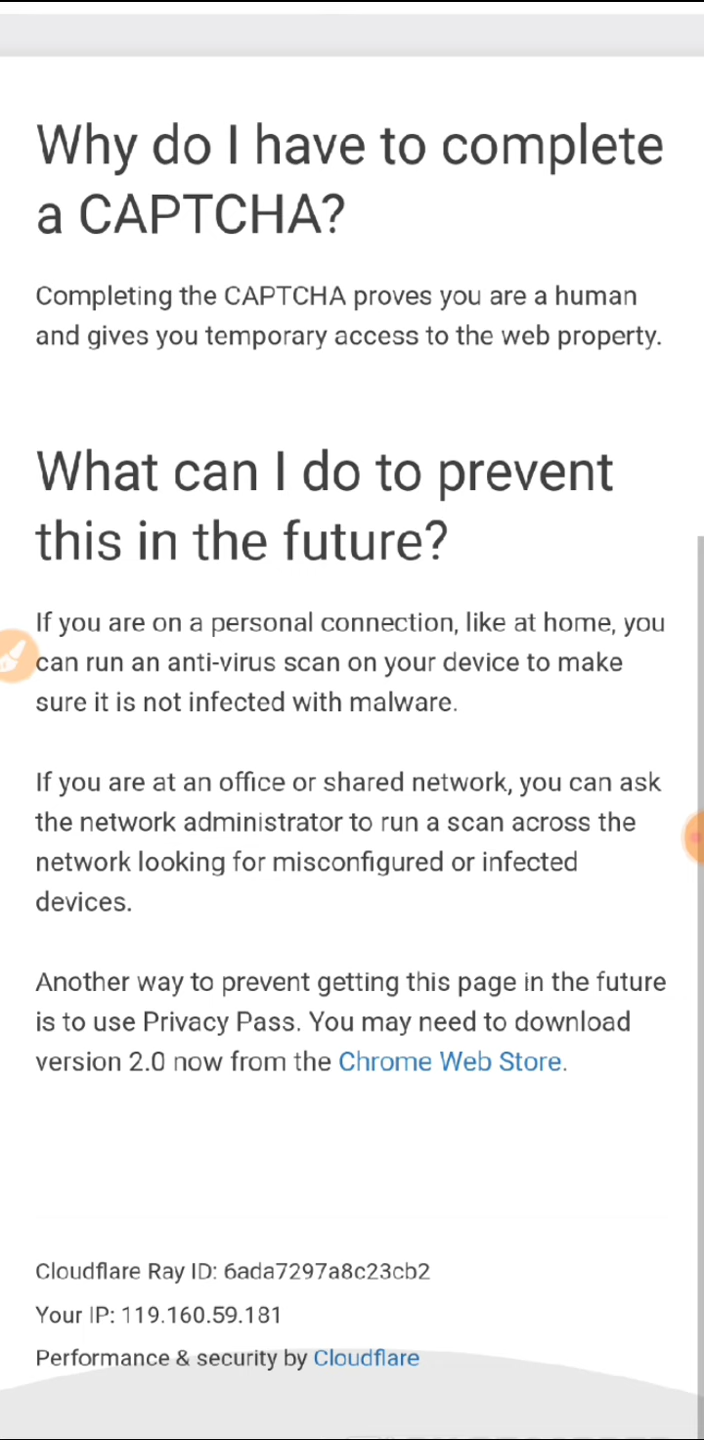 Why do I have to complete
a CAPTCHA?
Completing the CAPTCHA proves you are a human
and gives you temporary access to the web property.
What can I do to prevent
this in the future?
If you are on a personal connection, like at home, you
can run an anti-virus scan on your device to make
sure it is not infected with malware.
If you are at an office or shared network, you can ask
the network administrator to run a scan across the
network looking for misconfigured or infected
devices.
Another way to prevent getting this page in the future
is to use Privacy Pass. You may need to download
version 2.0 now from the Chrome Web Store.
Cloudflare Ray ID: 6ada7297a8c23cb2
Your IP: 119.160.59.181
Performance & security by Cloudflare